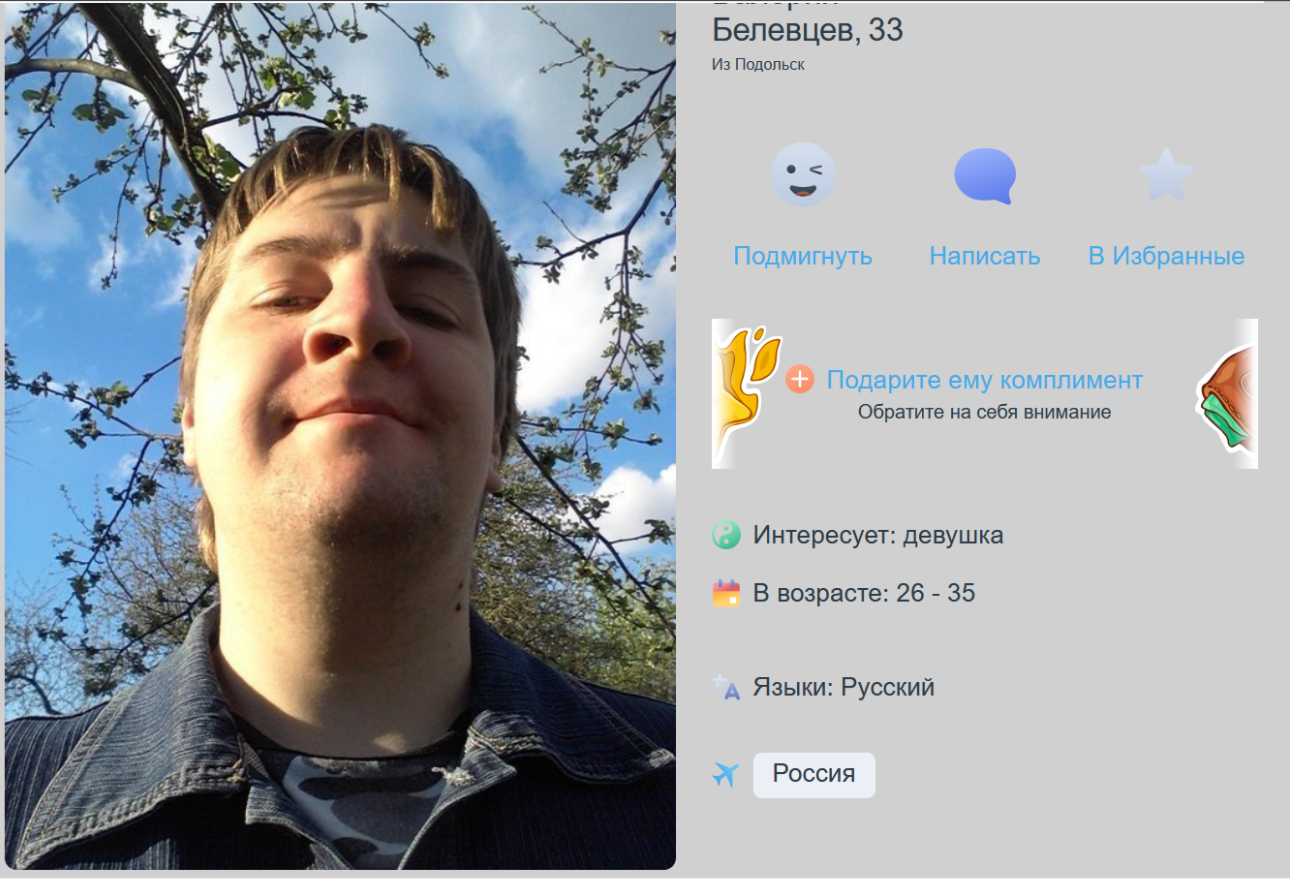 Белевцев, 33
Из Подольск
Подмигнуть
Написать
В Избранные
Подарите ему комплимент
Обратите на себя внимание
Интересует: девушка
В возрасте: 26 - 35
Языки: Русский
Россия